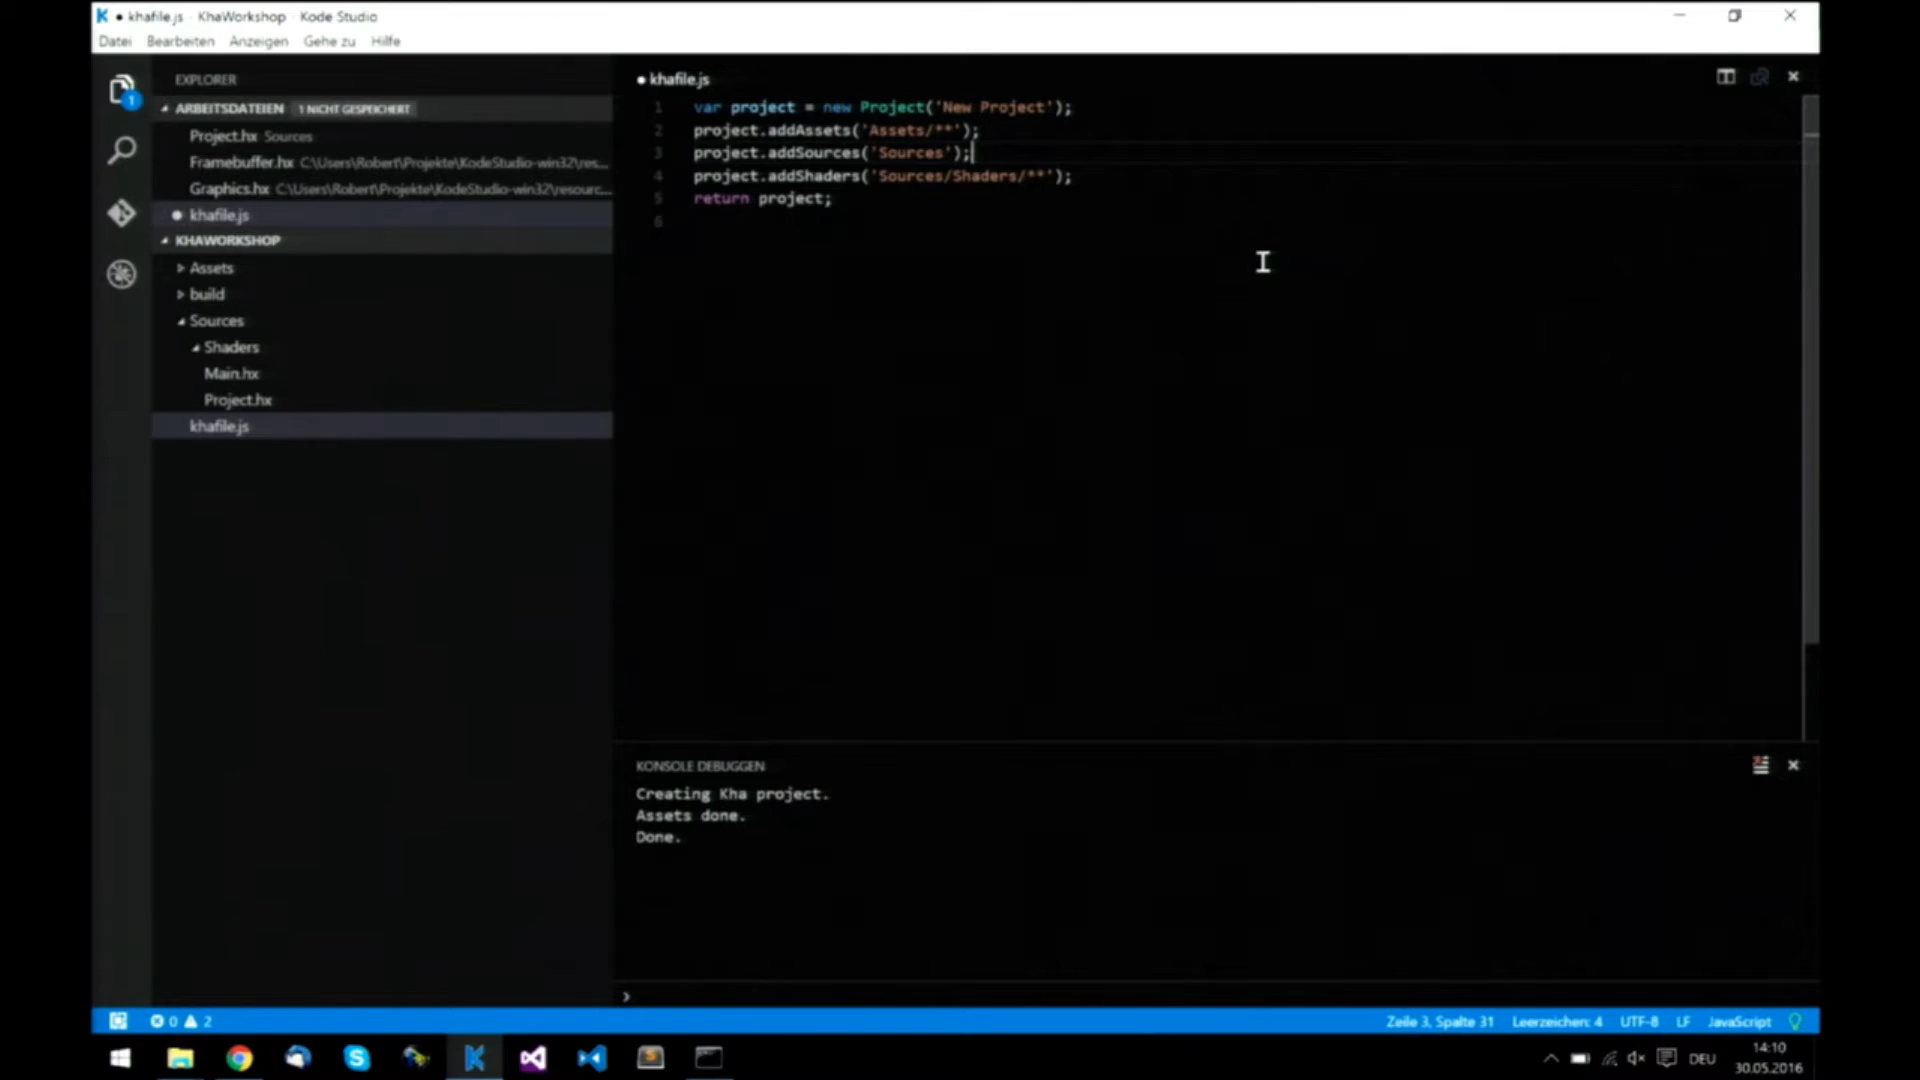 khafile.js - KhaWorkshop - Kode Studio
Datei Bearbeiten Anzeigen Gehe zu Hilfe
EXPLORER
ARBEITSDATEIEN 1 NICHT GESPEICHERT
Project.hx Sources
Framebuffer.hx C:\Users\Robert\Projekte\KodeStudio-win32\res...
Graphics.hx C:\Users\Robert\Projekte\KodeStudio-win32\resourc...
khafile.js
KHAWORKSHOP
Assets
build
Sources
Shaders
Main.hx
Project.hx
khafile.js
khafile.js
1 var project = new Project('New Project');
2 project.addAssets('Assets/**');
3 project.addSources('Sources');
4 project.addShaders('Sources/Shaders/**');
5 return project;
6
KONSOLE DEBUGGEN
Creating Kha project.
Assets done.
Done.
1
0 2
Zeile 3, Spalte 31 Leerzeichen: 4 UTF-8 LF JavaScript
DEU
14:10
30.05.2016